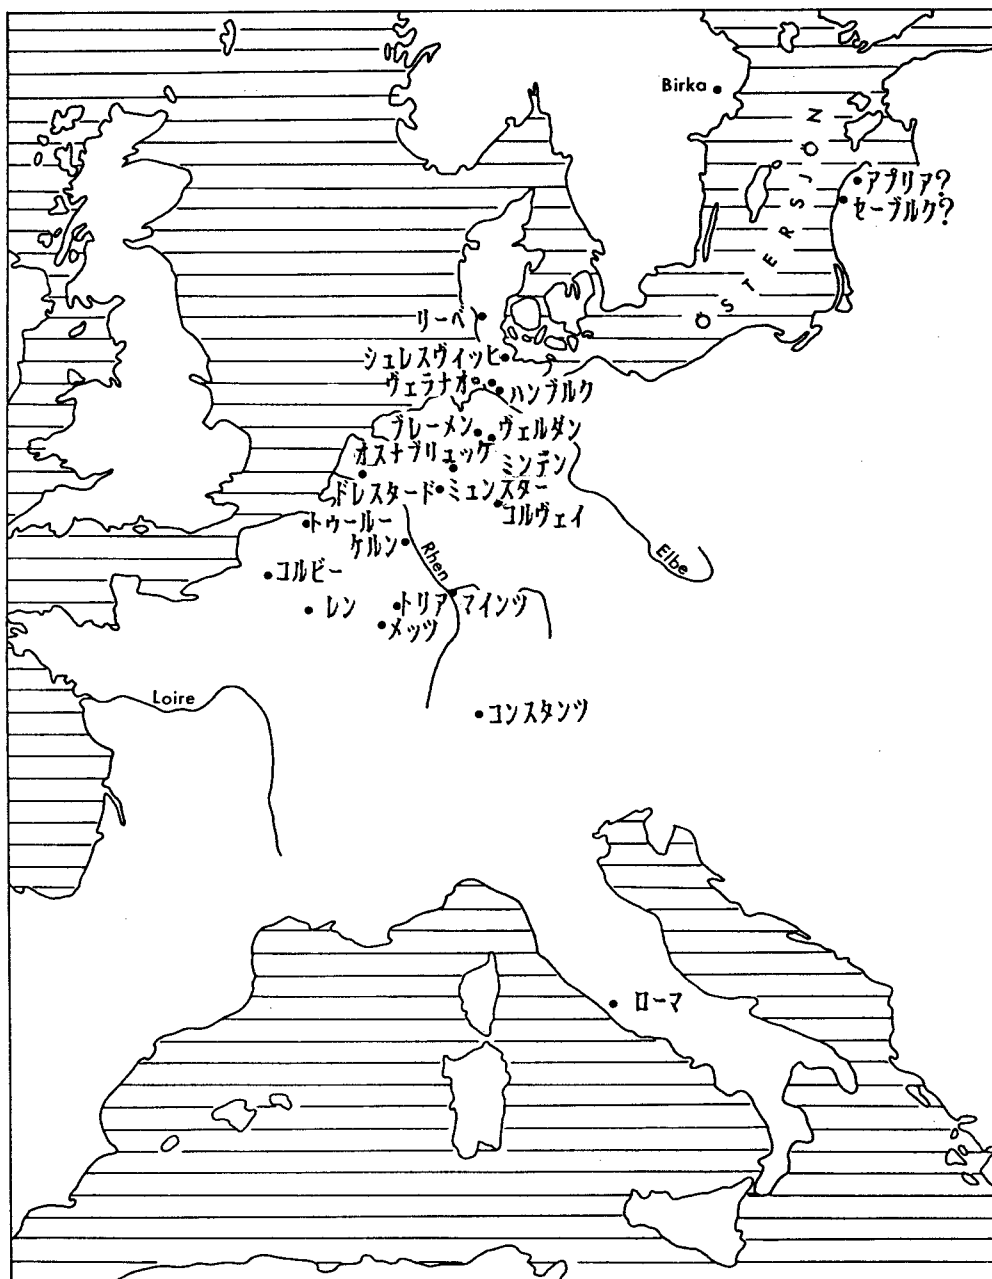 Birka
ÖSTERSJÖN
アプリア?
セーブルク?
リーベ
シュレスヴィッヒ
ヴェラナオ
ハンブルク
ブレーメン
ヴェルダン
オスナブリュッケ
ミンデン
ドレスタード
ミュンスター
コルヴェイ
トゥールー
ケルン
Rhen
Elbe
コルビー
レン
トリア
マインツ
メッツ
Loire
コンスタンツ
ローマ